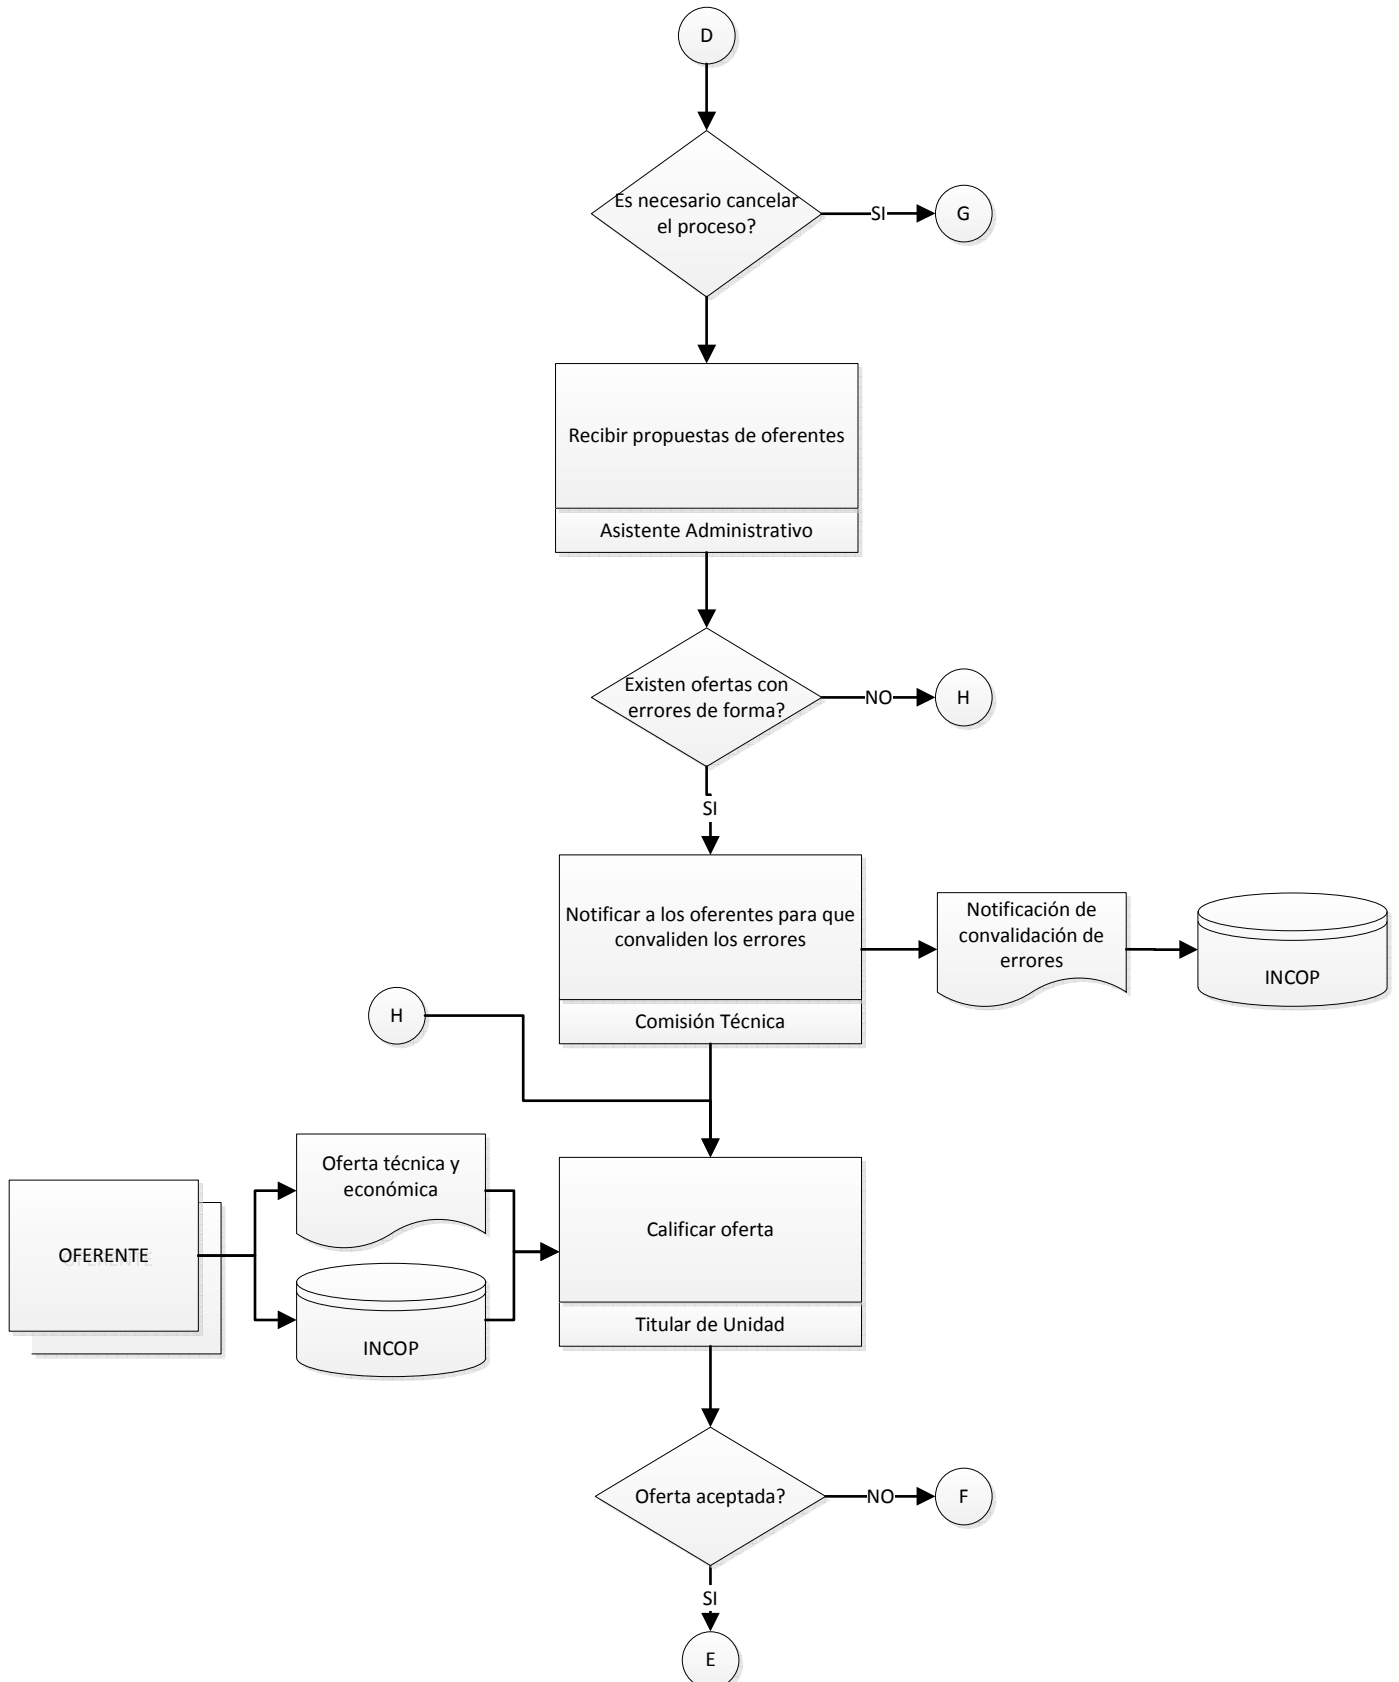 D
Es necesario cancelar
el proceso?
SI
G
Recibir propuestas de oferentes
Asistente Administrativo
Existen ofertas con
errores de forma?
NO
H
SI
Notificar a los oferentes para que
convaliden los errores
Comisión Técnica
Notificación de
convalidación de
errores
INCOP
H
Oferta técnica y
económica
OFERENTE
INCOP
Calificar oferta
Titular de Unidad
Oferta aceptada?
NO
F
SI
E